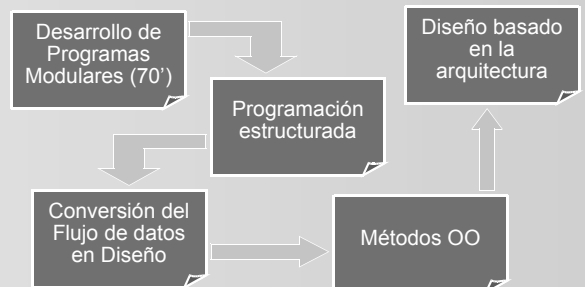 Desarrollo de
Programas
Modulares (70’)
Programación
estructurada
Conversión del
Flujo de datos
en Diseño
Métodos OO
Diseño basado
en la
arquitectura